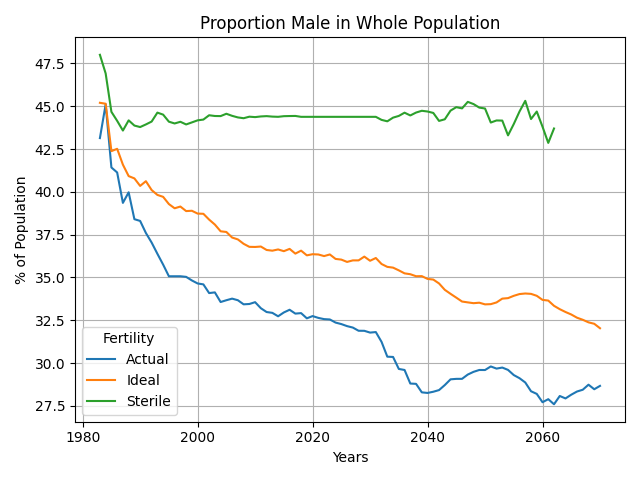 Proportion Male in Whole Population
% of Population
47.5
45.0
42.5
40.0
37.5
35.0
32.5
30.0
27.5
Fertility
Actual
Ideal
Sterile
1980
2000
2020
2040
2060
Years